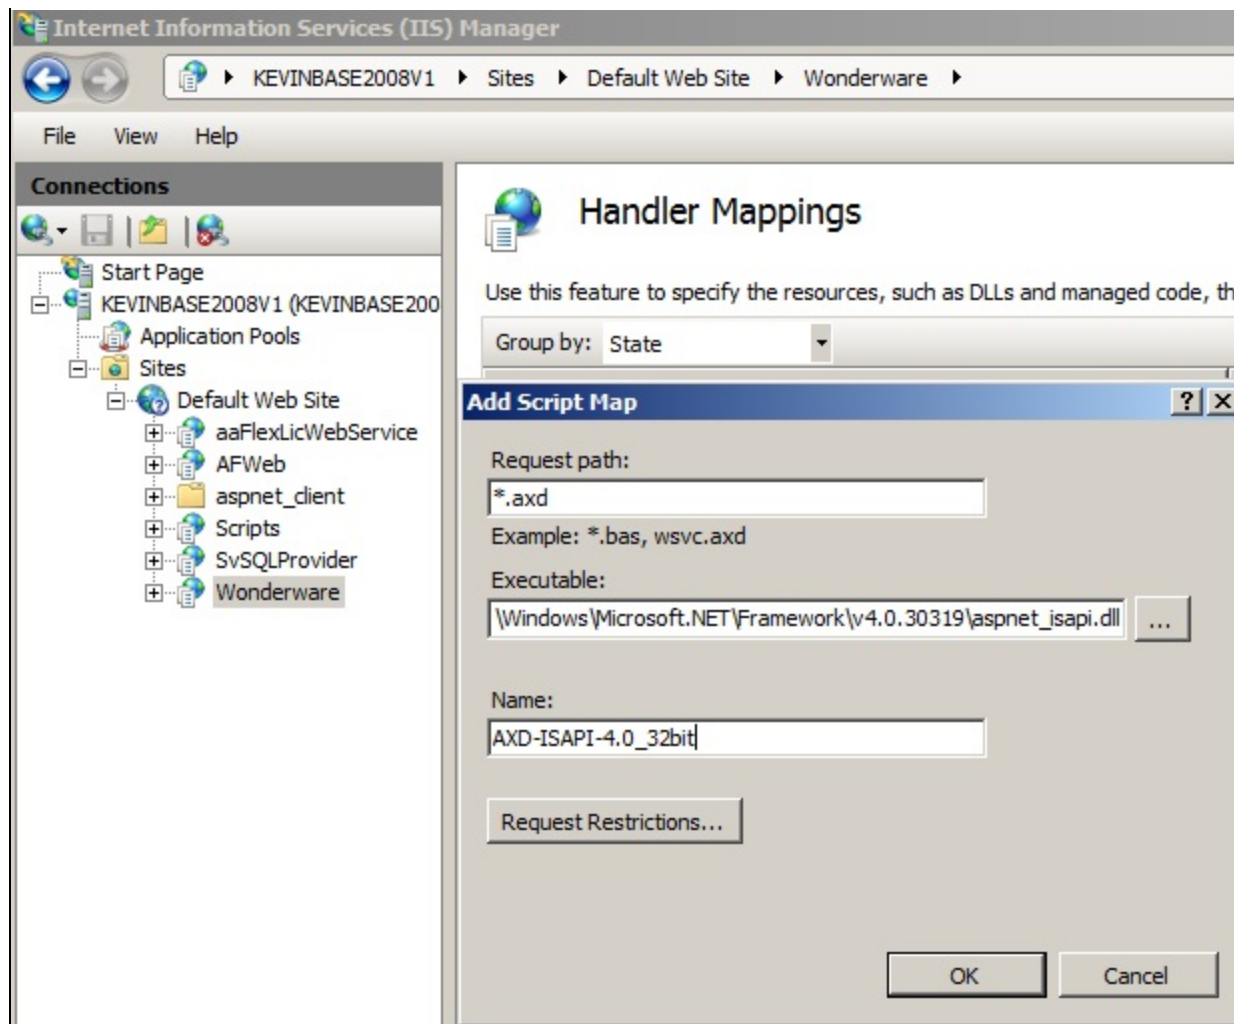 Internet Information Services (IIS) Manager
KEVINBASE2008V1 Sites Default Web Site Wonderware
File View Help
Connections
Start Page
KEVINBASE2008V1 (KEVINBASE200
Application Pools
Sites
Default Web Site
aaFlexLicWebService
AFWeb
aspnet_client
Scripts
SvSQLProvider
Wonderware
Handler Mappings
Use this feature to specify the resources, such as DLLs and managed code, th
Group by: State
Add Script Map
Request path:
*.axd
Example: *.bas, wsvc.axd
Executable:
\Windows\Microsoft.NET\Framework\v4.0.30319\aspnet_isapi.dll ...
Name:
AXD-ISAPI-4.0_32bit
Request Restrictions...
OK Cancel